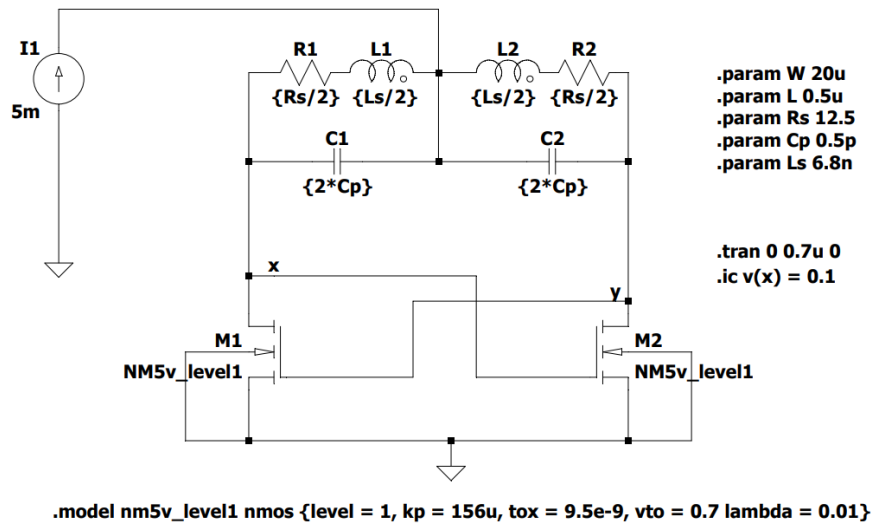 I1
5m
R1
{Rs/2}
L1
{Ls/2}
L2
{Ls/2}
R2
{Rs/2}
C1
{2*Cp}
C2
{2*Cp}
.param W 20u
.param L 0.5u
.param Rs 12.5
.param Cp 0.5p
.param Ls 6.8n
.tran 0 0.7u 0
.ic v(x) = 0.1
x
y
M1
NM5v_level1
M2
NM5v_level1
.model nm5v_level1 nmos {level = 1, kp = 156u, tox = 9.5e-9, vto = 0.7 lambda = 0.01}